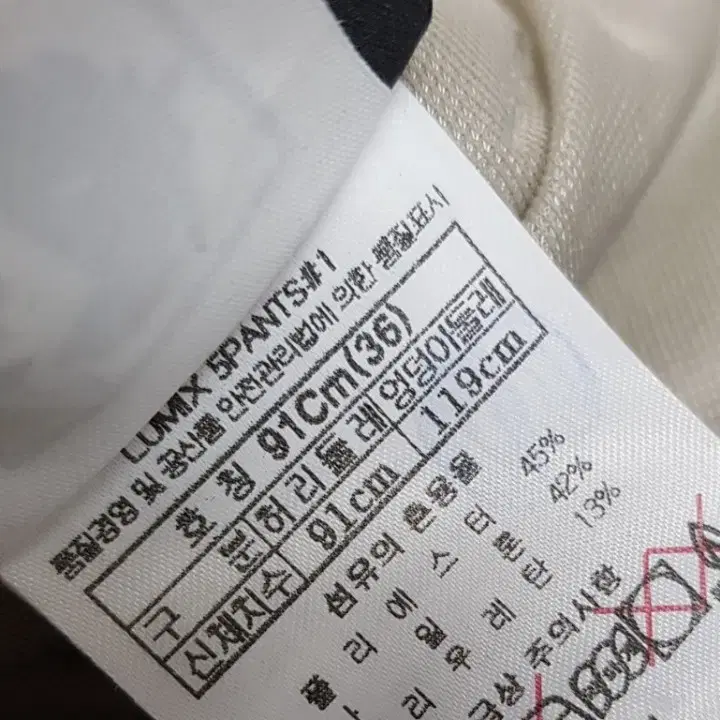 LUMIX 5PANTS#1
품질경영 및 공산품 안전관리법에 의한 품질표시
호 칭 91Cm(36)
구 분 허리둘레 엉덩이둘레
신체치수 91cm 119cm
섬유의 혼용율
폴 리 에 스 터 45%
42%
리 우 레 탄 13%
급상 주의사항